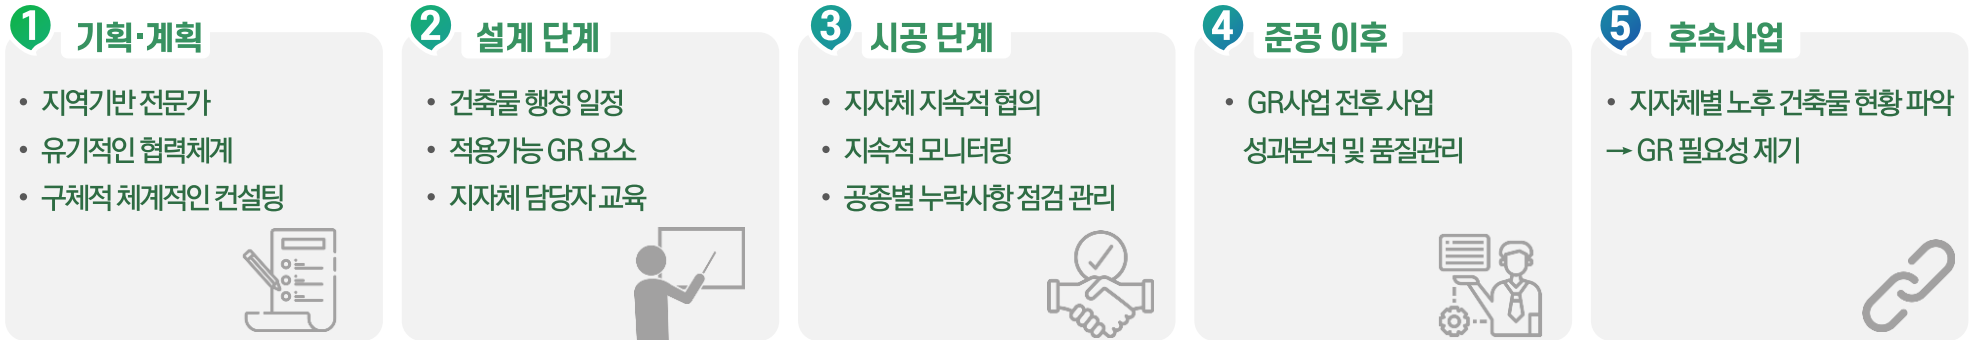 1 기획·계획
• 지역기반 전문가
• 유기적인 협력체계
• 구체적 체계적인 컨설팅
2 설계 단계
• 건축물 행정 일정
• 적용가능 GR 요소
• 지자체 담당자 교육
3 시공 단계
• 지자체 지속적 협의
• 지속적 모니터링
• 공종별 누락사항 점검 관리
4 준공 이후
• GR사업 전후 사업
성과분석 및 품질관리
5 후속사업
• 지자체별 노후 건축물 현황 파악
→ GR 필요성 제기